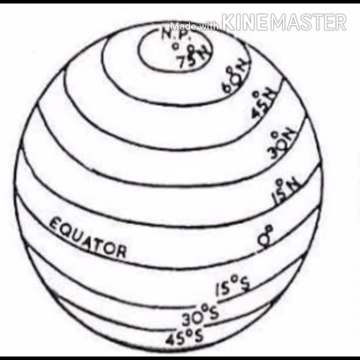 Made with KINEMASTER
N.P.
75°N
60°N
45°N
30°N
15°N
EQUATOR 0°
15°S
30°S
45°S